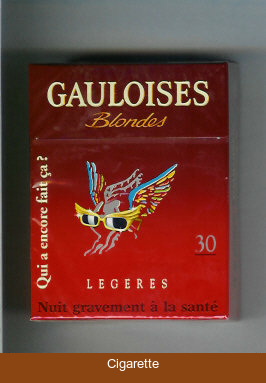 GAULOISES
Blondes
Qui a encore fait ça ?
30
LEGERES
Nuit gravement à la santé
Cigarette